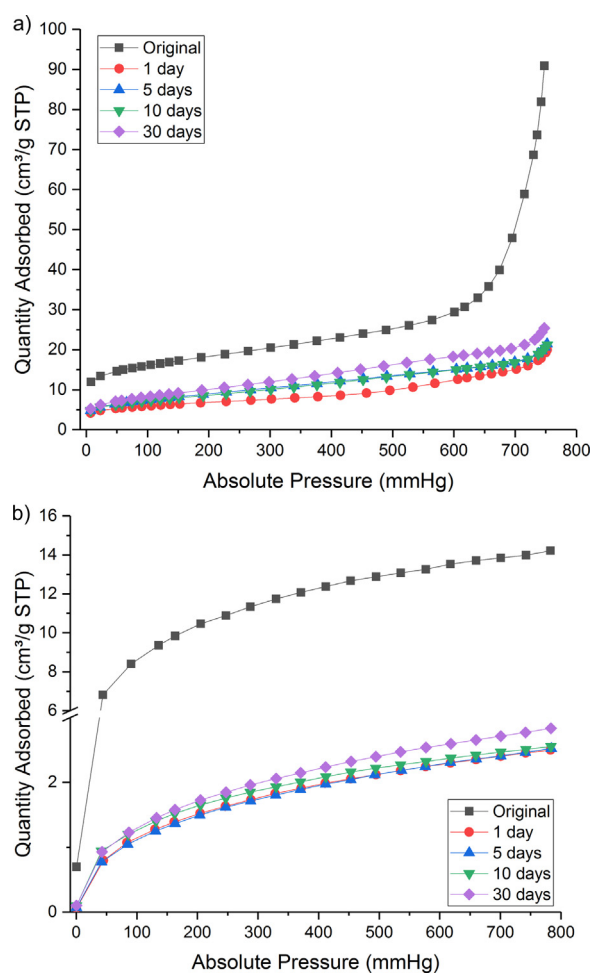 a)
100
90
80
70
60
50
40
30
20
10
0
Quantity Adsorbed (cm³/g STP)
Original
1 day
5 days
10 days
30 days
0 100 200 300 400 500 600 700 800
Absolute Pressure (mmHg)
b)
16
14
12
10
8
6
2
0
Quantity Adsorbed (cm³/g STP)
Original
1 day
5 days
10 days
30 days
0 100 200 300 400 500 600 700 800
Absolute Pressure (mmHg)